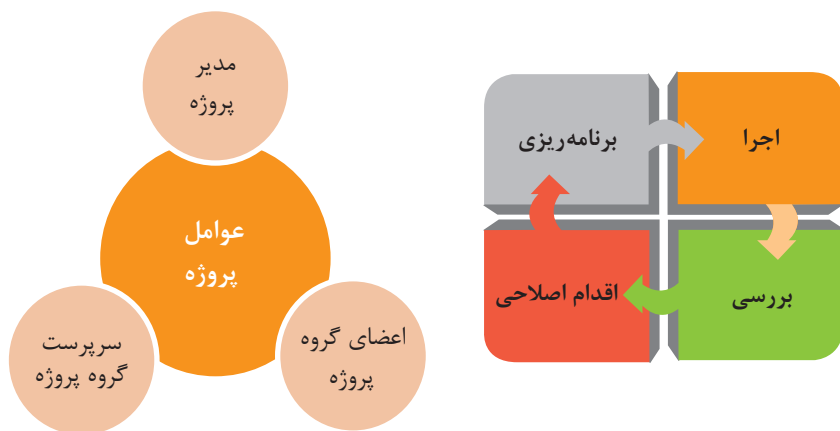 مدیر
پروژه
عوامل
پروژه
سرپرست
گروه پروژه
اعضای گروه
پروژه
برنامه‌ریزی
اجرا
بررسی
اقدام اصلاحی